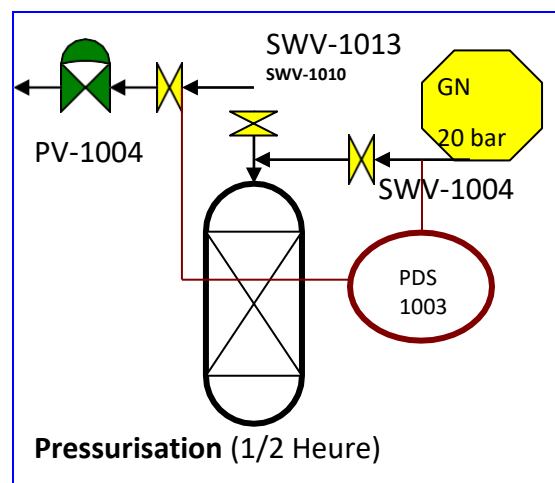 SWV-1013
SWV-1010
GN
20 bar
PV-1004
SWV-1004
PDS
1003
Pressurisation (1/2 Heure)